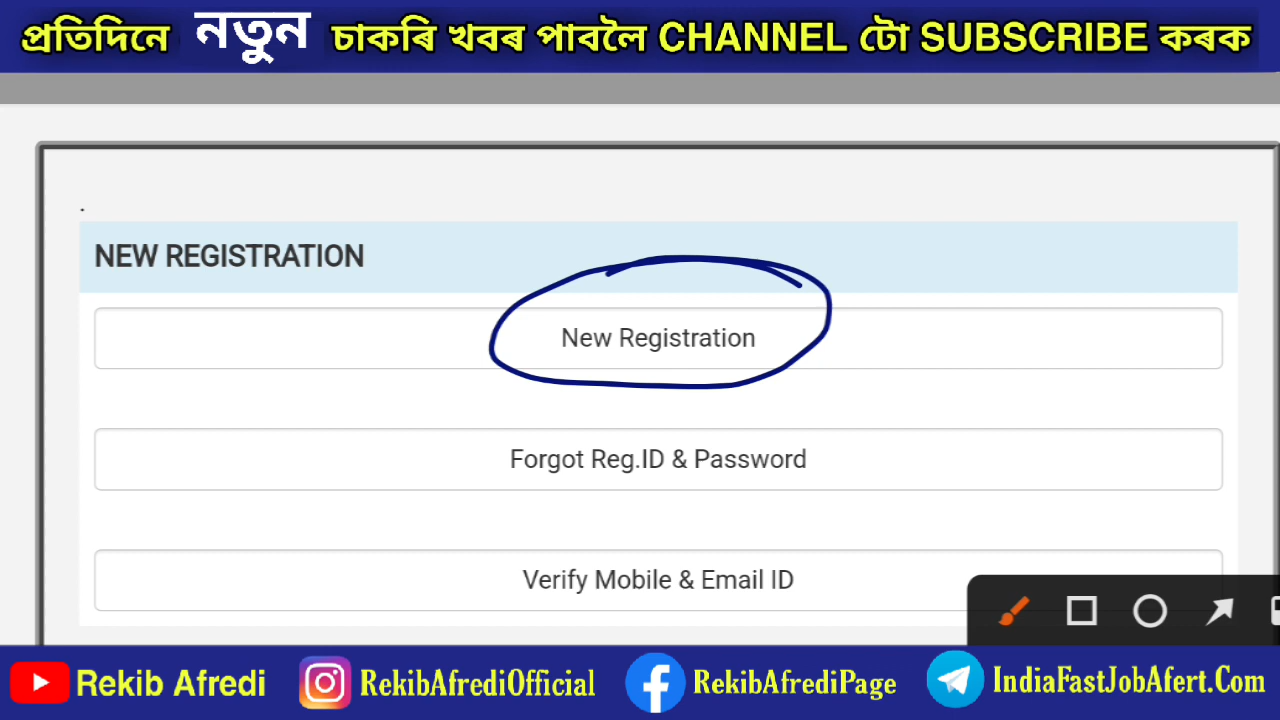 প্ৰতিদিনে নতুন চাকৰি খবৰ পাবলৈ CHANNEL টো SUBSCRIBE কৰক
.
NEW REGISTRATION
New Registration
Forgot Reg.ID & Password
Verify Mobile & Email ID
Rekib Afredi RekibAfrediOfficial RekibAfrediPage IndiaFastJobAfert.Com